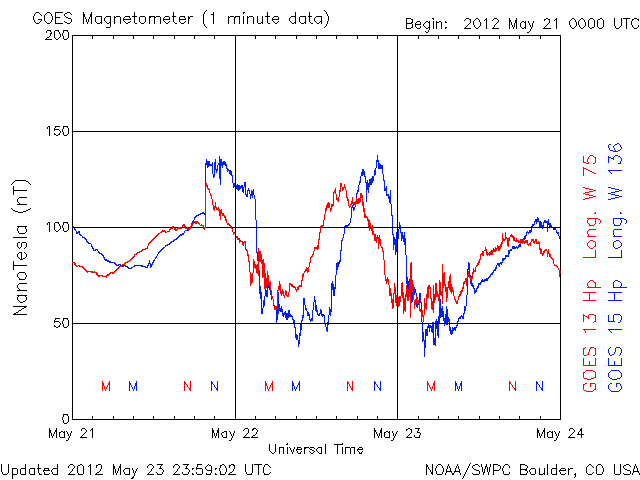 GOES Magnetometer (1 minute data)
Begin: 2012 May 21 0000 UTC
200
150
100
50
0
NanoTesla (nT)
M M N N M M N N M M N N
May 21 May 22 May 23 May 24
Universal Time
GOES 13 Hp Long. W 75
GOES 15 Hp Long. W 136
Updated 2012 May 23 23:59:02 UTC
NOAA/SWPC Boulder, CO USA